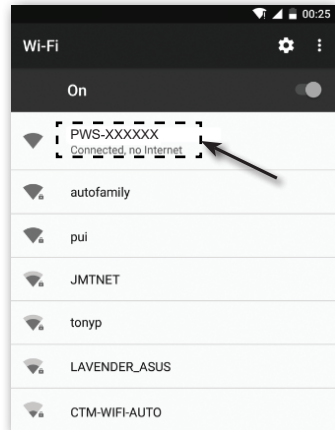 00:25
Wi-Fi
On
PWS-XXXXXX
Connected, no Internet
autofamily
pui
JMTNET
tonyp
LAVENDER_ASUS
CTM-WIFI-AUTO